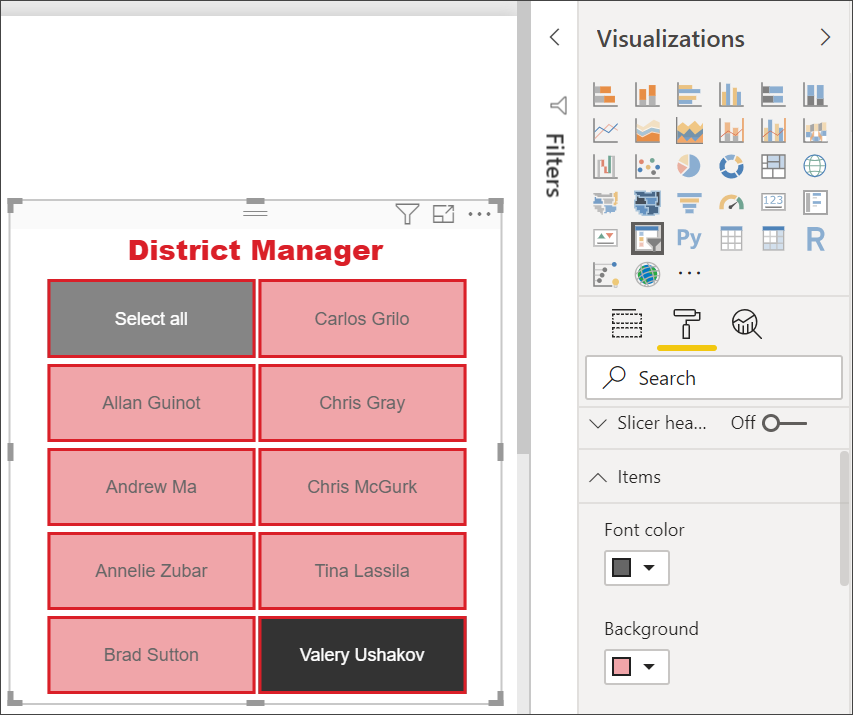 Visualizations
Filters
123
Py
R
District Manager
Select all
Carlos Grilo
Allan Guinot
Chris Gray
Andrew Ma
Chris McGurk
Annelie Zubar
Tina Lassila
Brad Sutton
Valery Ushakov
Search
Slicer hea... Off
Items
Font color
Background